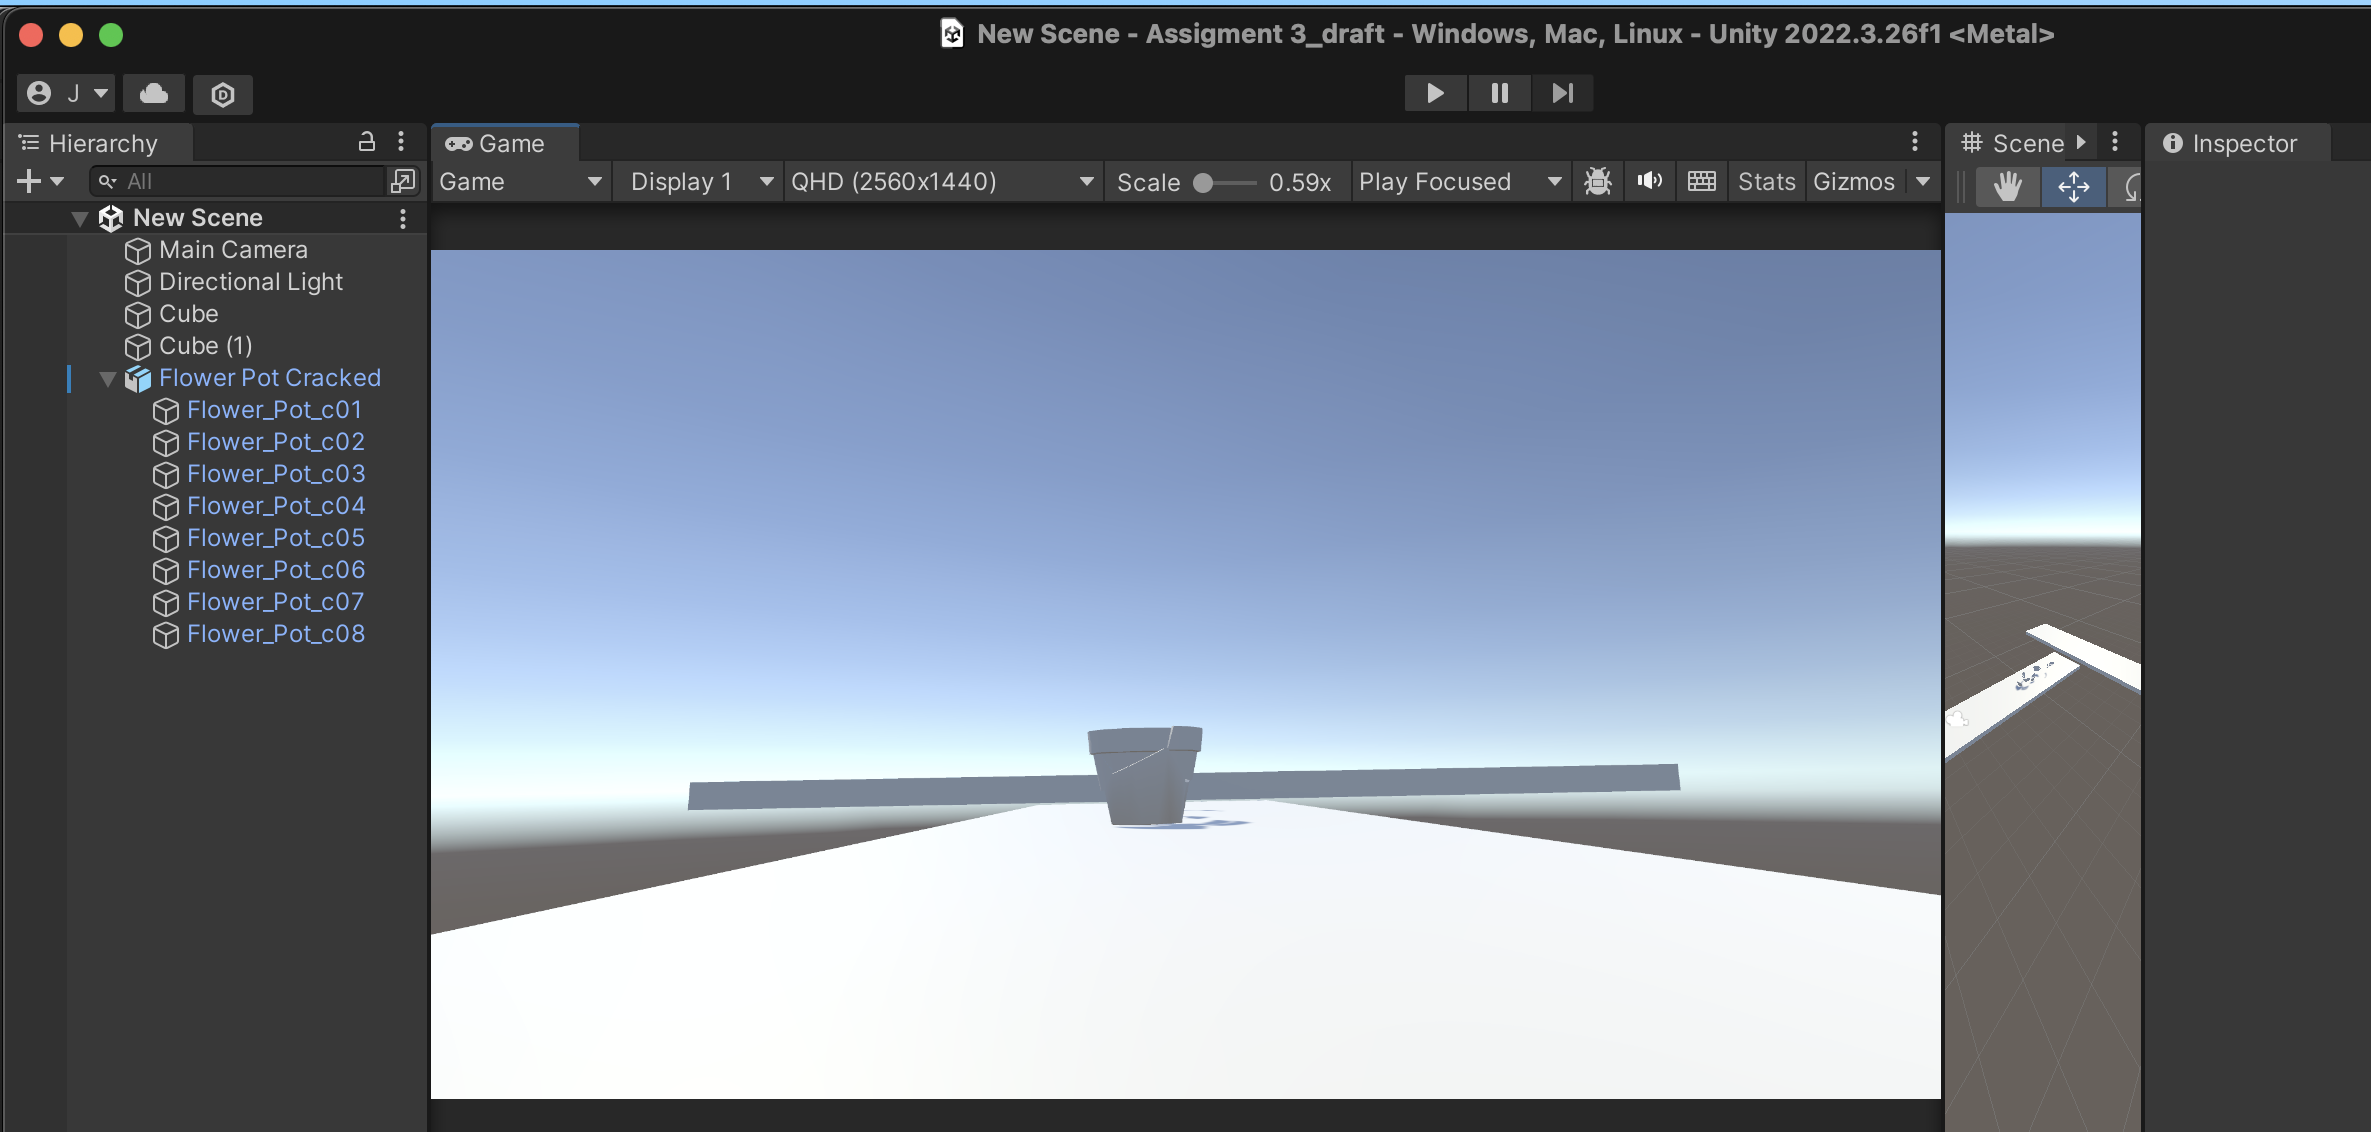 New Scene - Assigment 3_draft - Windows, Mac, Linux - Unity 2022.3.26f1 <Metal>
J
Hierarchy
Game
Scene
Inspector
All
Game
Display 1
QHD (2560x1440)
Scale
0.59x
Play Focused
Stats
Gizmos
New Scene
Main Camera
Directional Light
Cube
Cube (1)
Flower Pot Cracked
Flower_Pot_c01
Flower_Pot_c02
Flower_Pot_c03
Flower_Pot_c04
Flower_Pot_c05
Flower_Pot_c06
Flower_Pot_c07
Flower_Pot_c08